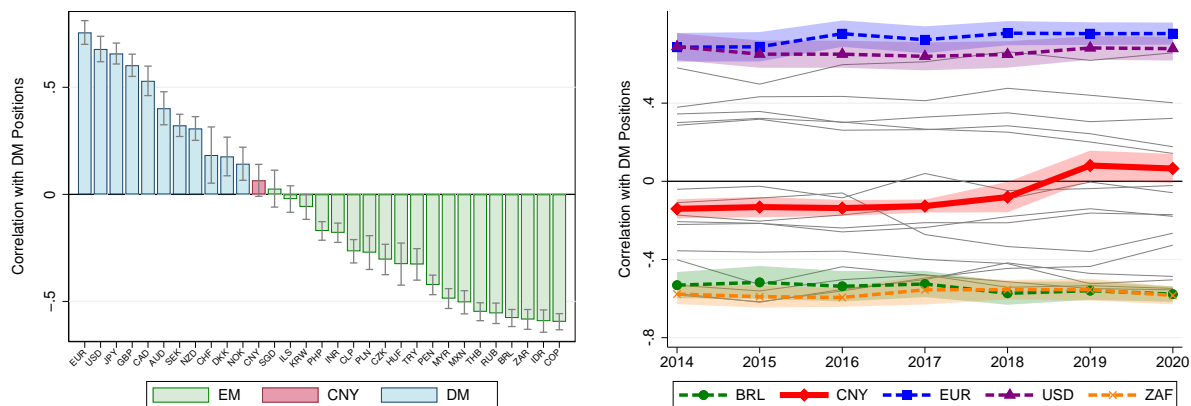 Correlation with DM Positions
.5
0
-.5
EUR USD JPY GBP CAD AUD SEK NZD CHF DKK NOK CNY SGD ILS KRW PHP INR CLP PLN CZK HUF TRY PEN MYR MXN THB RUB BRL ZAR IDR COP
EM CNY DM
Correlation with DM Positions
.4
0
-.4
-.8
2014 2015 2016 2017 2018 2019 2020
BRL CNY EUR USD ZAF